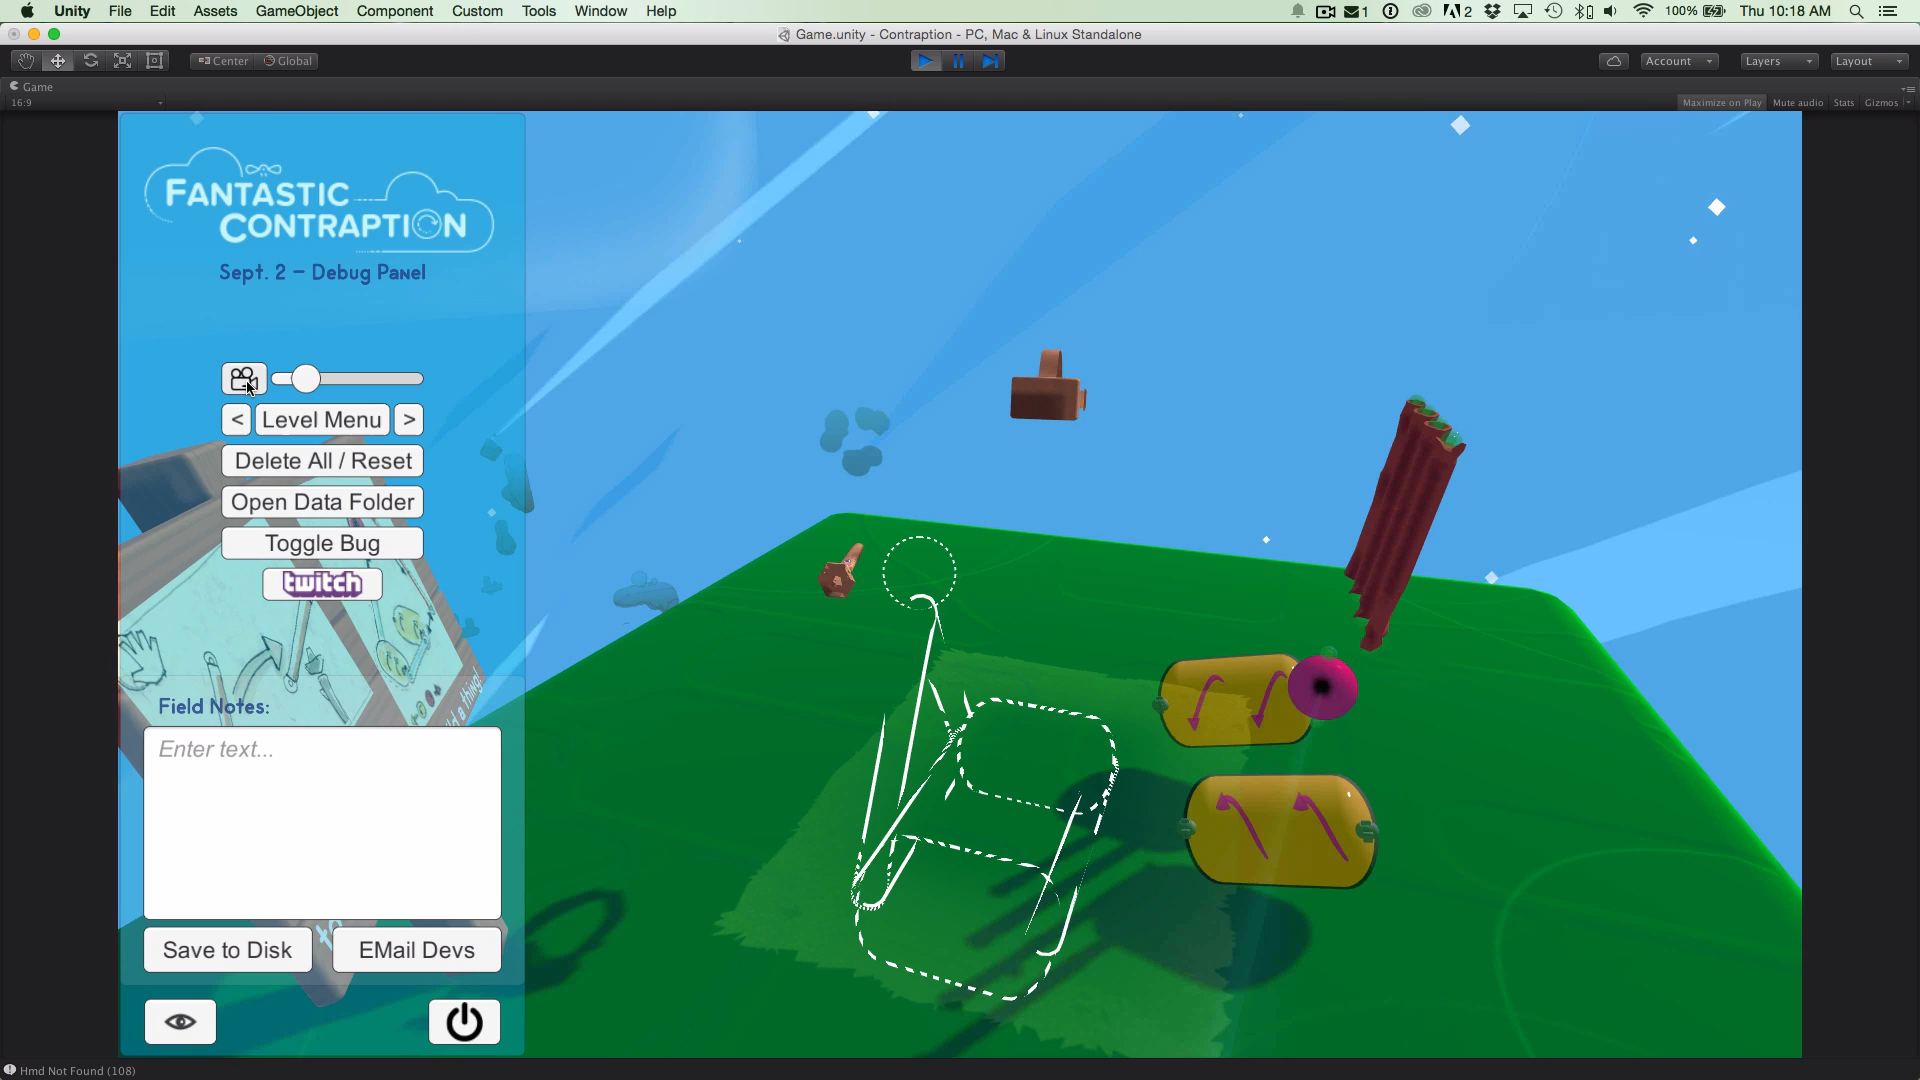 Unity File Edit Assets GameObject Component Custom Tools Window Help 1 2 100% Thu 10:18 AM
Game.unity - Contraption - PC, Mac & Linux Standalone
Center Global Account Layers Layout
Game
16:9 Maximize on Play Mute audio Stats Gizmos
FANTASTIC
CONTRAPTION
Sept. 2 – Debug Panel
< Level Menu >
Delete All / Reset
Open Data Folder
Toggle Bug
twitch
Field Notes:
Enter text...
Save to Disk EMail Devs
Hmd Not Found (108)